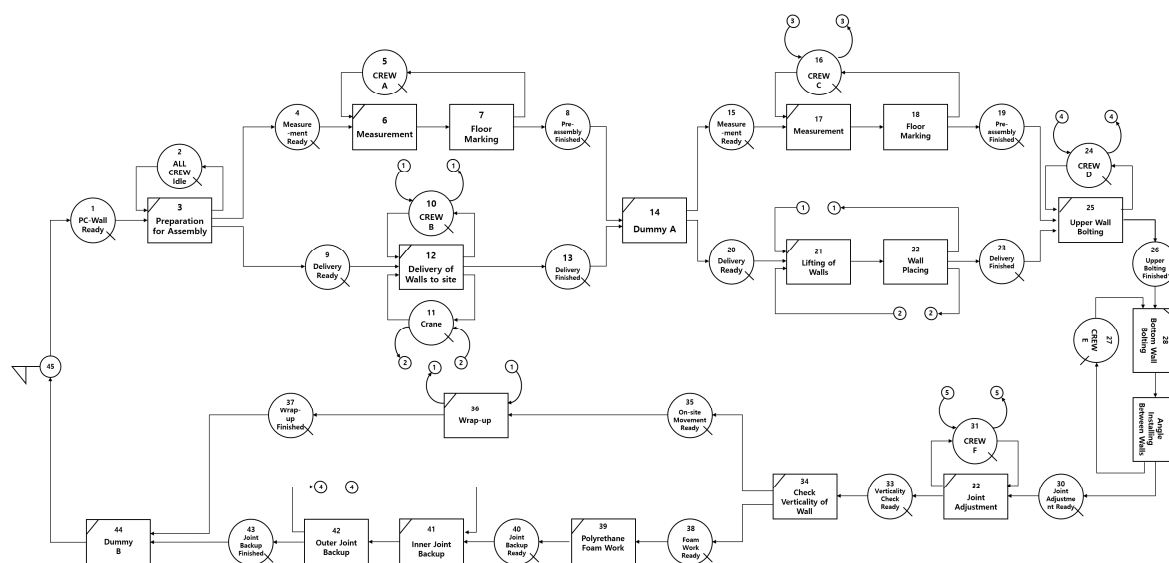 3
3
5
CREW
A
16
CREW
C
4
Measure
-ment
Ready
6
Measurement
7
Floor
Marking
8
Pre-
assembly
Finished
15
Measure
-ment
Ready
17
Measurement
18
Floor
Marking
19
Pre-
assembly
Finished
4
4
24
CREW
D
2
ALL
CREW
Idle
1
1
10
CREW
B
1
PC-Wall
Ready
3
Preparation
for Assembly
14
Dummy A
1
1
25
Upper Wall
Bolting
9
Delivery
Ready
12
Delivery of
Walls to site
13
Delivery
Finished
20
Delivery
Ready
21
Lifting of
Walls
22
Wall
Placing
23
Delivery
Finished
26
Upper
Bolting
Finished
11
Crane
2
2
2
2
27
CREW
E
28
Bottom Wall
Bolting
45
1
1
37
Wrap-
up
Finished
36
Wrap-up
35
On-site
Movement
Ready
5
5
31
CREW
F
Angle
Installing
Between Walls
4
4
34
Check
Verticality of
Wall
33
Verticality
Check
Ready
22
Joint
Adjustment
30
Joint
Adjustme
nt Ready
44
Dummy
B
43
Joint
Backup
Finished
42
Outer Joint
Backup
41
Inner Joint
Backup
40
Joint
Backup
Ready
39
Polyrethane
Foam Work
38
Foam
Work
Ready